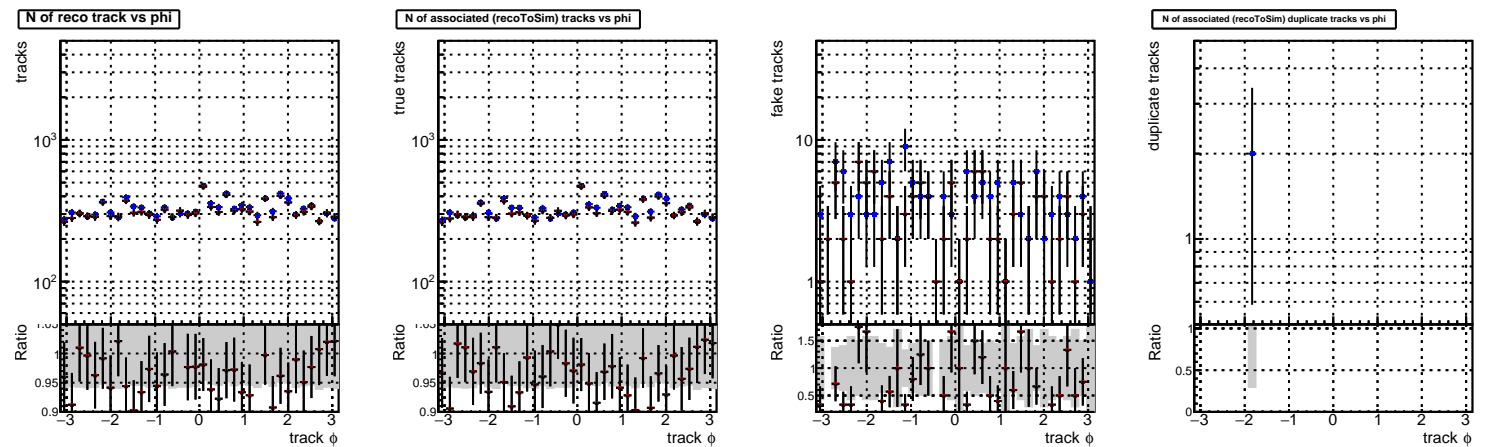 N of reco track vs phi
tracks
10³
10²
Ratio
1.05
1
0.95
0.9
−3 −2 −1 0 1 2 3
track ϕ
N of associated (recoToSim) tracks vs phi
true tracks
10³
10²
Ratio
1.05
1
0.95
0.9
−3 −2 −1 0 1 2 3
track ϕ
fake tracks
10
1
Ratio
1.5
1
0.5
−3 −2 −1 0 1 2 3
track ϕ
N of associated (recoToSim) duplicate tracks vs phi
duplicate tracks
1
Ratio
1
0.5
0
−3 −2 −1 0 1 2 3
track ϕ